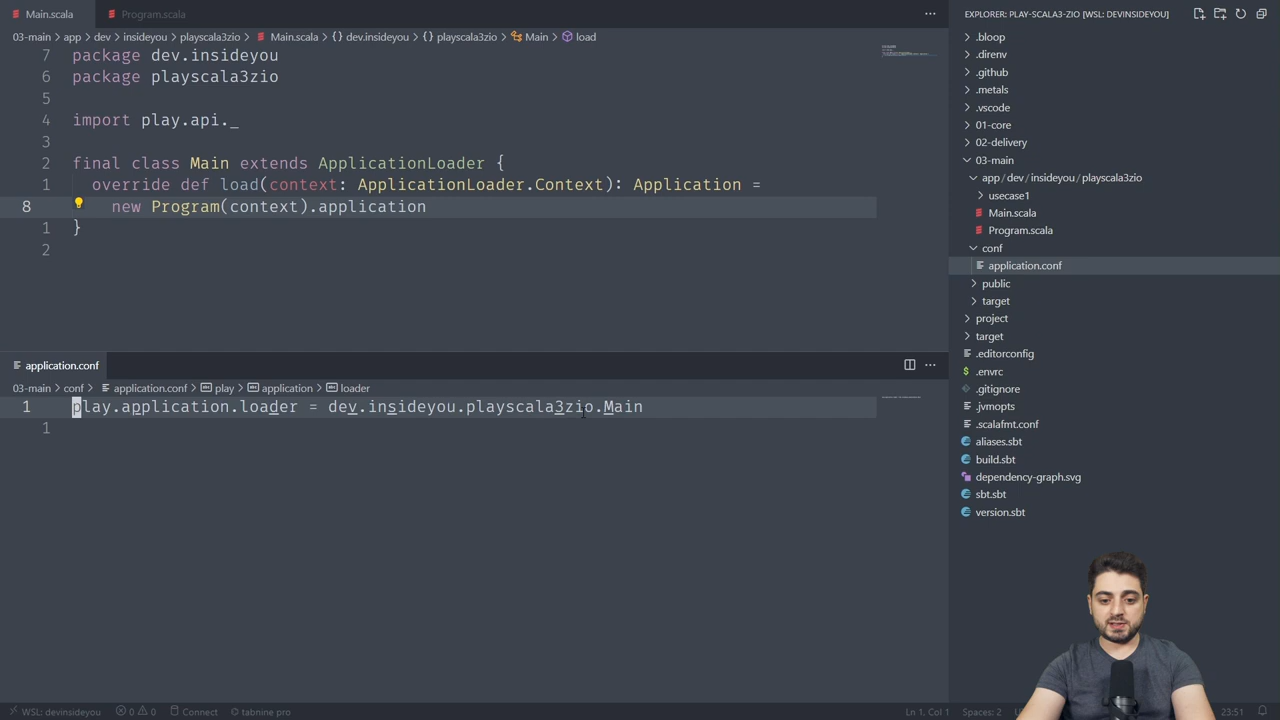 Main.scala
Program.scala
03-main > app > dev > insideyou > playscala3zio > Main.scala > {} dev.insideyou > {} playscala3zio > Main > load
7 package dev.insideyou
6 package playscala3zio
5
4 import play.api._
3
2 final class Main extends ApplicationLoader {
1 override def load(context: ApplicationLoader.Context): Application =
8 new Program(context).application
1 }
2
application.conf
03-main > conf > application.conf > play > application > loader
1 play.application.loader = dev.insideyou.playscala3zio.Main
1
EXPLORER: PLAY-SCALA3-ZIO [WSL: DEVINSIDEYOU]
.bloop
.direnv
.github
.metals
.vscode
01-core
02-delivery
03-main
app / dev / insideyou / playscala3zio
usecase1
Main.scala
Program.scala
conf
application.conf
public
target
project
target
.editorconfig
.envrc
.gitignore
.jvmopts
.scalafmt.conf
aliases.sbt
build.sbt
dependency-graph.svg
sbt.sbt
version.sbt
WSL: devinsideyou 0 0 Connect tabnine pro
Ln 1, Col 1 Spaces: 2 23:51